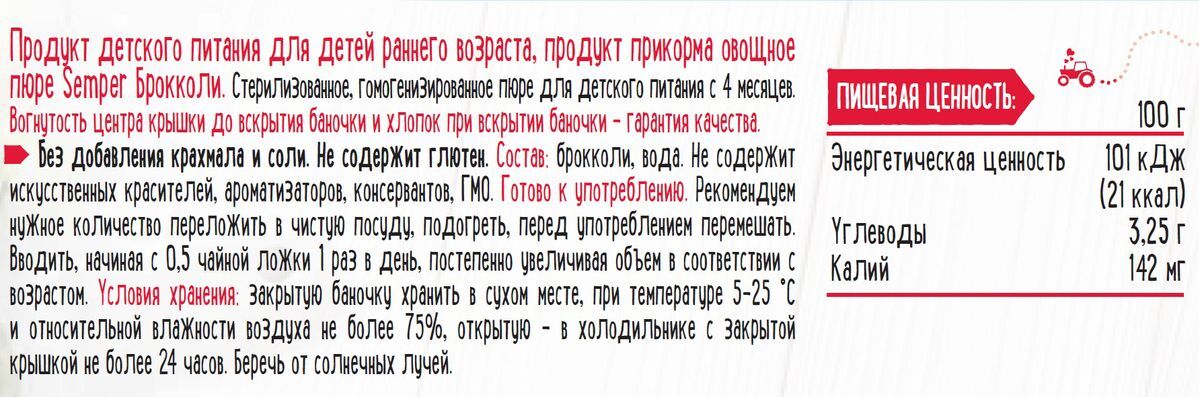 Продукт детского питания для детей раннего возраста, продукт прикорма овощное
пюре Semper Брокколи. Стерилизованное, гомогенизированное пюре для детского питания с 4 месяцев.
Вогнутость центра крышки до вскрытия баночки и хлопок при вскрытии баночки - гарантия качества.
Без добавления крахмала и соли. Не содержит глютен. Состав: брокколи, вода. Не содержит
искусственных красителей, ароматизаторов, консервантов, ГМО. Готово к употреблению. Рекомендуем
нужное количество переложить в чистую посуду, подогреть, перед употреблением перемешать.
Вводить, начиная с 0,5 чайной ложки 1 раз в день, постепенно увеличивая объем в соответствии с
возрастом. Условия хранения: закрытую баночку хранить в сухом месте, при температуре 5-25 °С
и относительной влажности воздуха не более 75%, открытую - в холодильнике с закрытой
крышкой не более 24 часов. Беречь от солнечных лучей.
ПИЩЕВАЯ ЦЕННОСТЬ:
100 г
Энергетическая ценность 101 кДж
(21 ккал)
Углеводы 3,25 г
Калий 142 мг